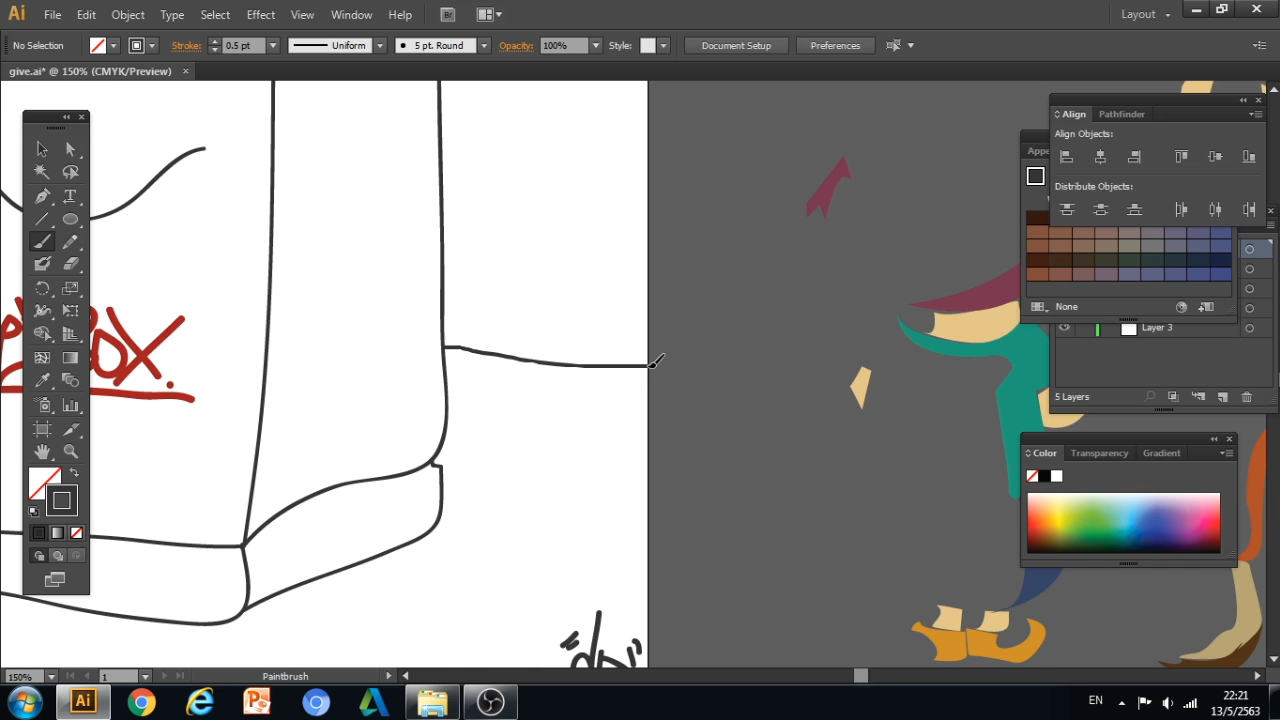 Ai File Edit Object Type Select Effect View Window Help Br Layout
No Selection Stroke: 0.5 pt Uniform 5 pt. Round Opacity: 100% Style: Document Setup Preferences
give.ai* @ 150% (CMYK/Preview)
Align Pathfinder
Align Objects:
Distribute Objects:
None
Layer 3
5 Layers
Color Transparency Gradient
150% 1 Paintbrush
Ai EN 22:21
13/5/2563